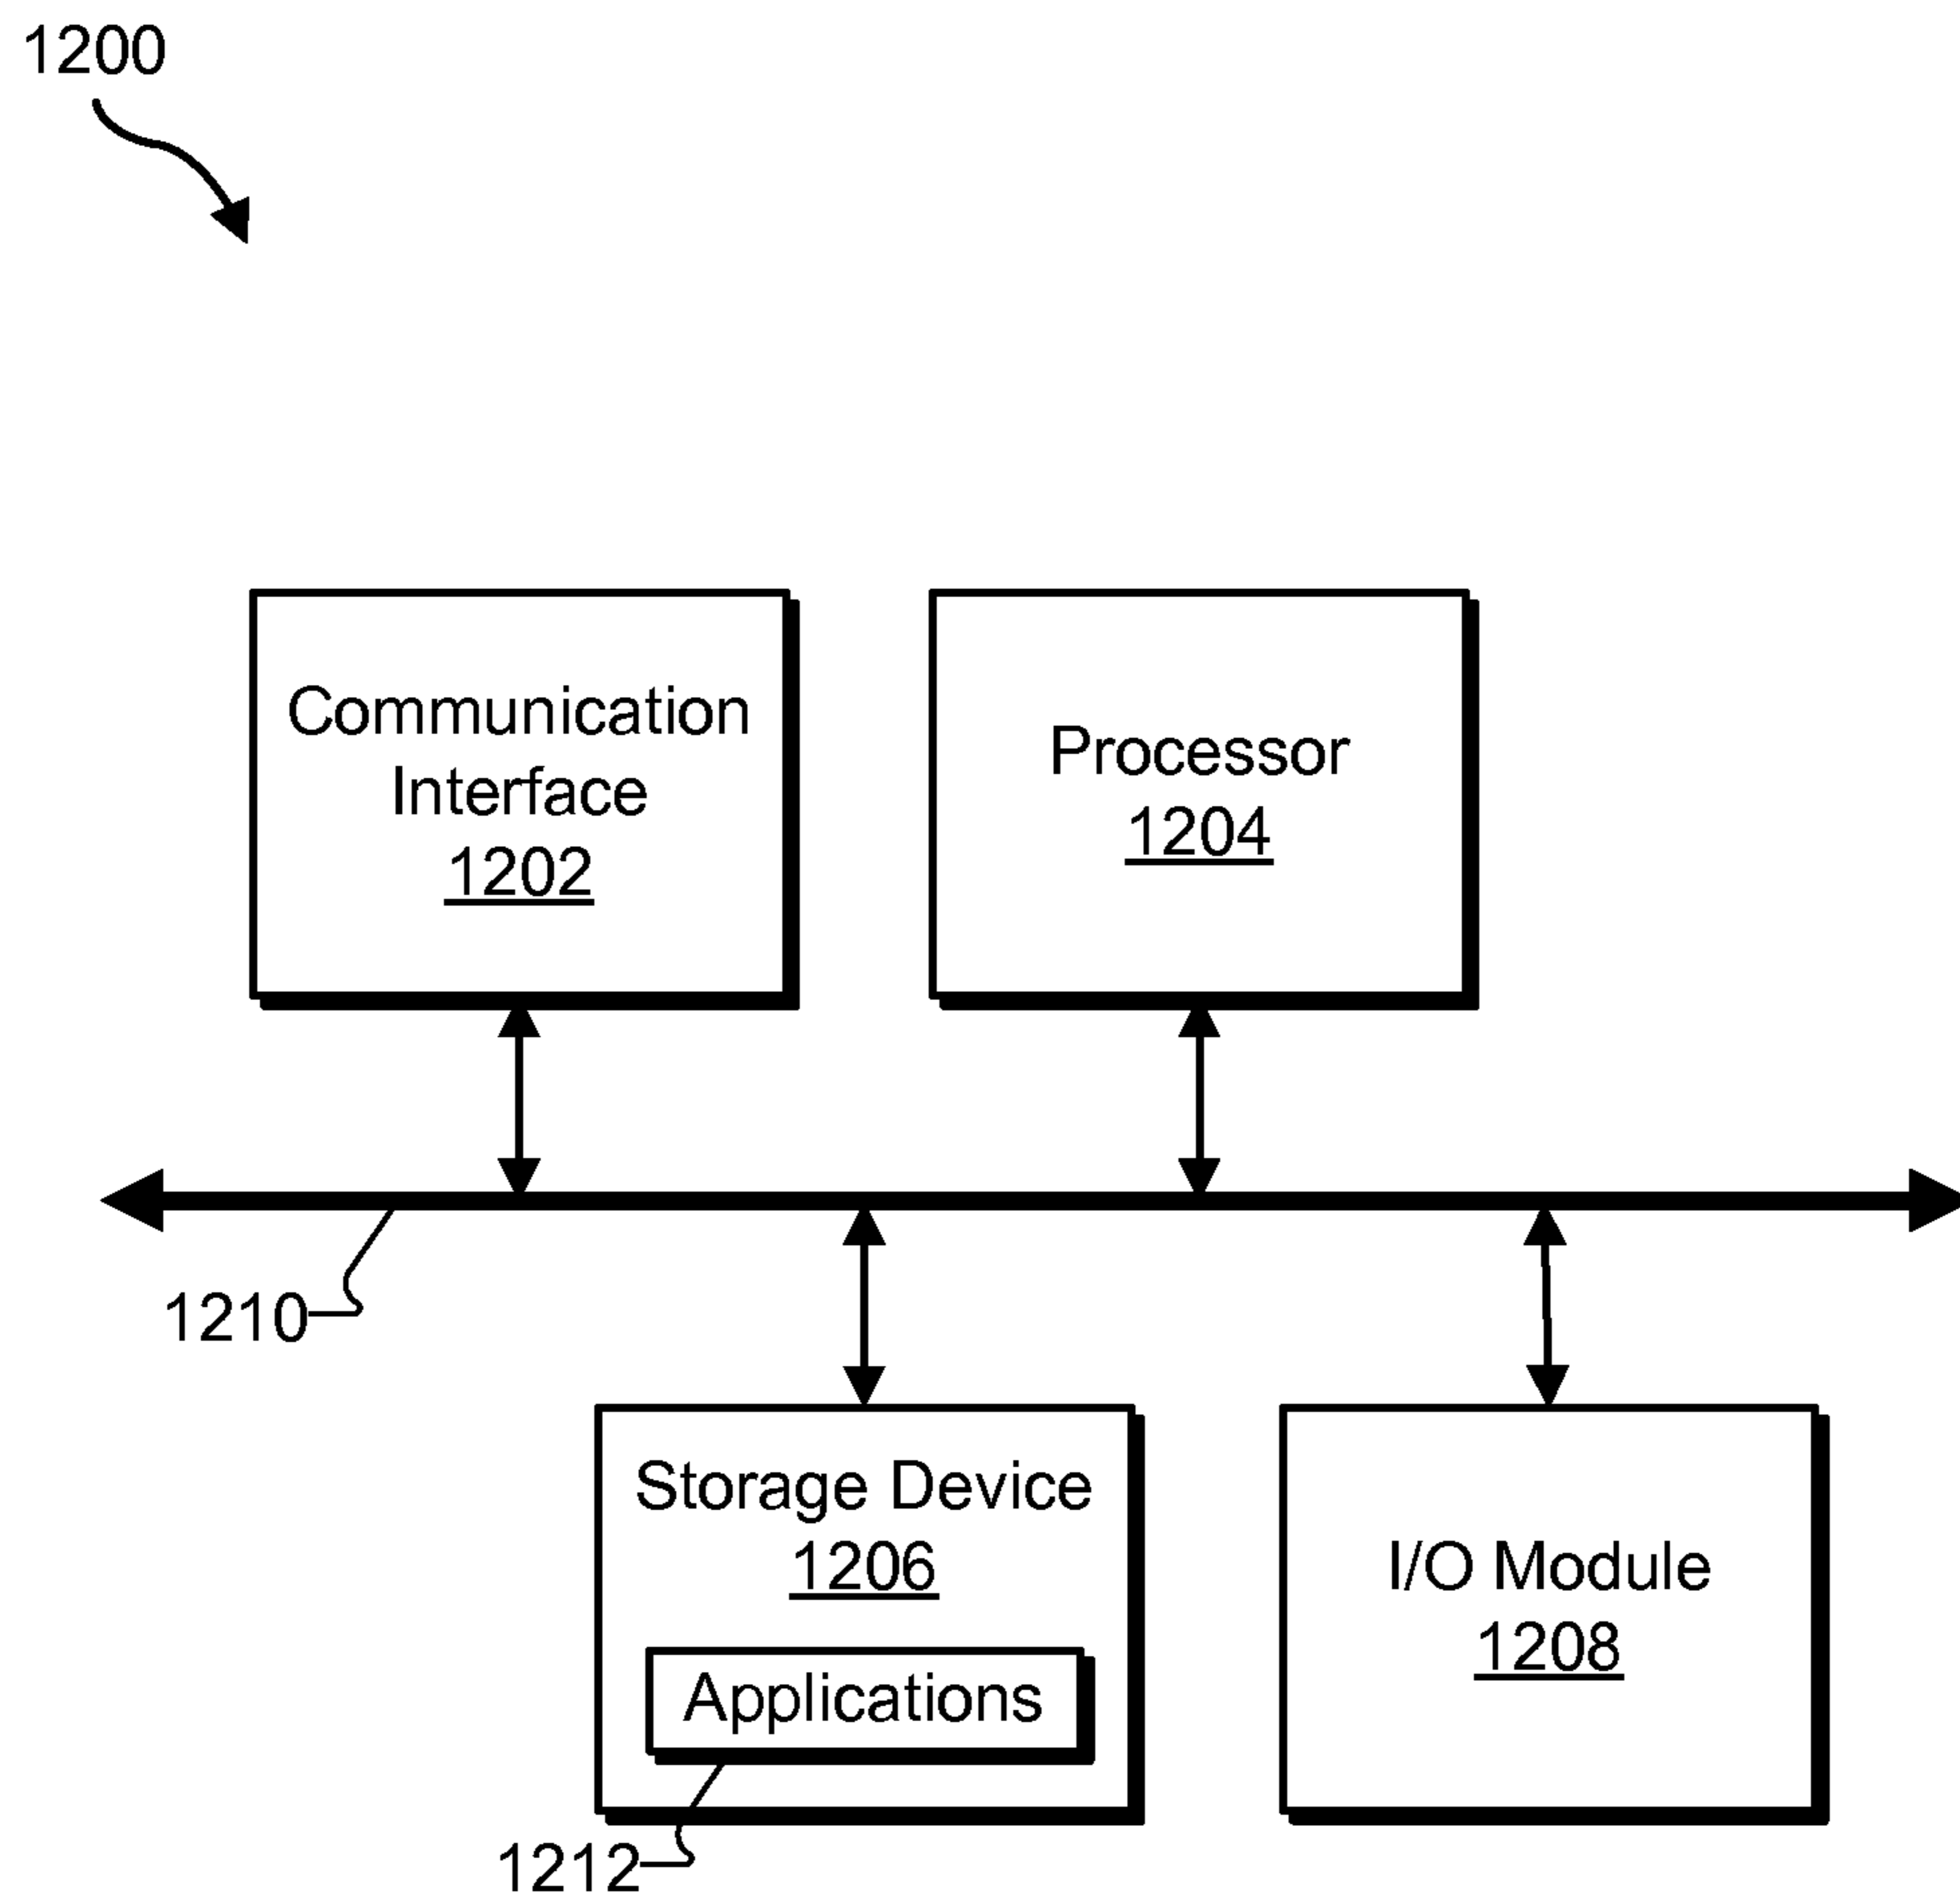 1200
Communication
Interface
1202
Processor
1204
1210
Storage Device
1206
Applications
1212
I/O Module
1208